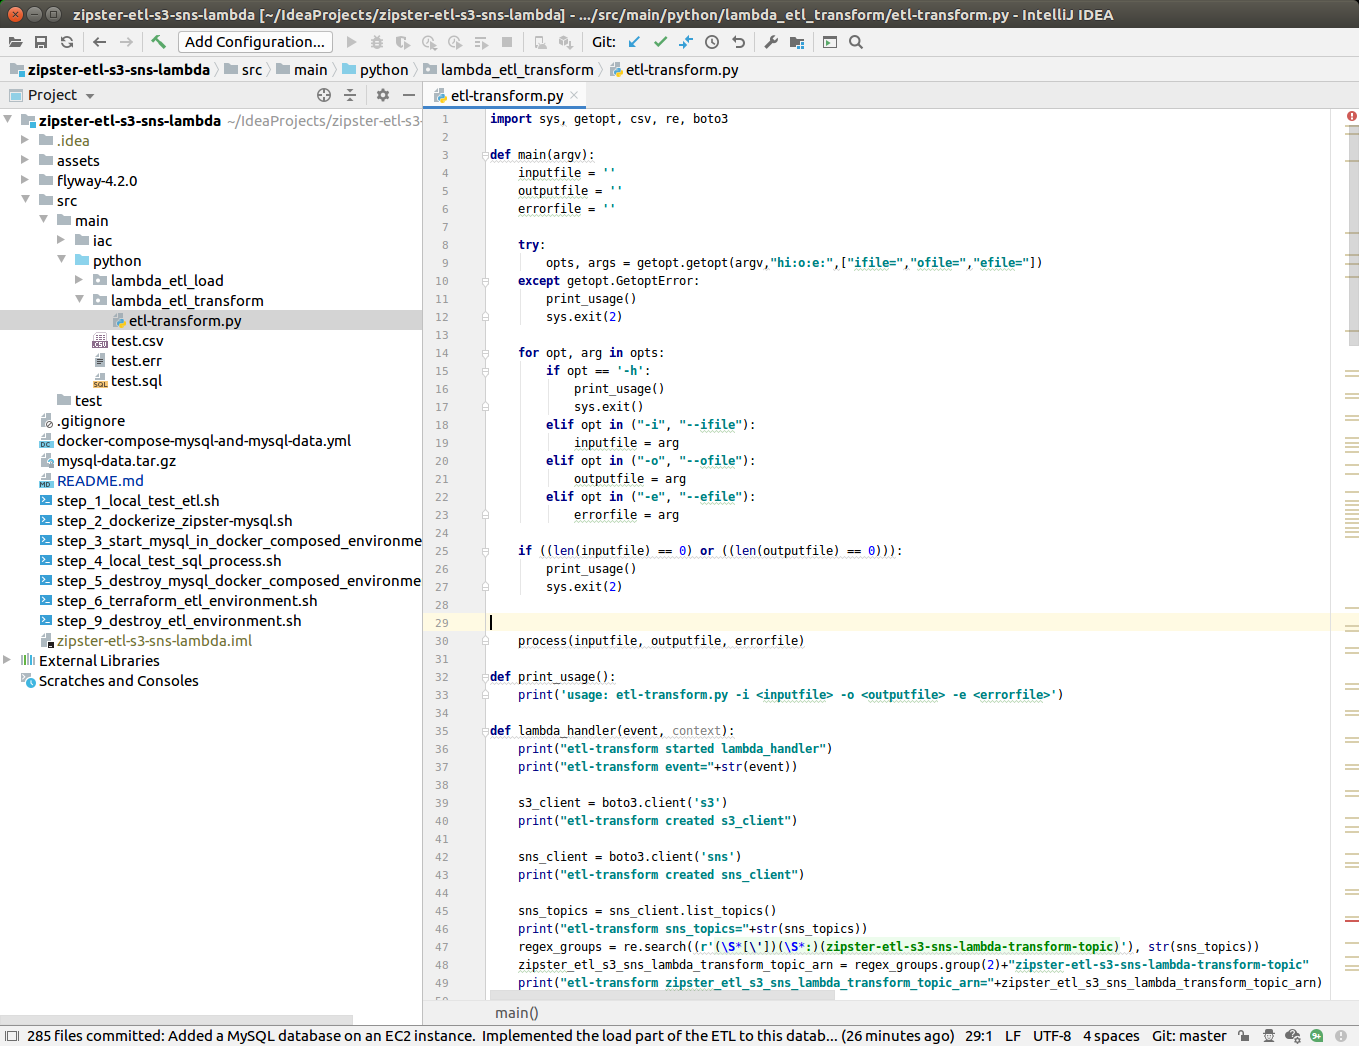 zipster-etl-s3-sns-lambda [~/IdeaProjects/zipster-etl-s3-sns-lambda] - .../src/main/python/lambda_etl_transform/etl-transform.py - IntelliJ IDEA
Add Configuration... Git:
zipster-etl-s3-sns-lambda src main python lambda_etl_transform etl-transform.py
Project
etl-transform.py
zipster-etl-s3-sns-lambda ~/IdeaProjects/zipster-etl-s3-
.idea
assets
flyway-4.2.0
src
main
iac
python
lambda_etl_load
lambda_etl_transform
etl-transform.py
test.csv
test.err
test.sql
test
.gitignore
docker-compose-mysql-and-mysql-data.yml
mysql-data.tar.gz
README.md
step_1_local_test_etl.sh
step_2_dockerize_zipster-mysql.sh
step_3_start_mysql_in_docker_composed_environme
step_4_local_test_sql_process.sh
step_5_destroy_mysql_docker_composed_environme
step_6_terraform_etl_environment.sh
step_9_destroy_etl_environment.sh
zipster-etl-s3-sns-lambda.iml
External Libraries
Scratches and Consoles
1 import sys, getopt, csv, re, boto3
2
3 def main(argv):
4     inputfile = ''
5     outputfile = ''
6     errorfile = ''
7
8     try:
9         opts, args = getopt.getopt(argv,"hi:o:e:",["ifile=","ofile=","efile="])
10     except getopt.GetoptError:
11         print_usage()
12         sys.exit(2)
13
14     for opt, arg in opts:
15         if opt == '-h':
16             print_usage()
17             sys.exit()
18         elif opt in ("-i", "--ifile"):
19             inputfile = arg
20         elif opt in ("-o", "--ofile"):
21             outputfile = arg
22         elif opt in ("-e", "--efile"):
23             errorfile = arg
24
25     if ((len(inputfile) == 0) or ((len(outputfile) == 0))):
26         print_usage()
27         sys.exit(2)
28
29
30     process(inputfile, outputfile, errorfile)
31
32 def print_usage():
33     print('usage: etl-transform.py -i <inputfile> -o <outputfile> -e <errorfile>')
34
35 def lambda_handler(event, context):
36     print("etl-transform started lambda_handler")
37     print("etl-transform event="+str(event))
38
39     s3_client = boto3.client('s3')
40     print("etl-transform created s3_client")
41
42     sns_client = boto3.client('sns')
43     print("etl-transform created sns_client")
44
45     sns_topics = sns_client.list_topics()
46     print("etl-transform sns_topics="+str(sns_topics))
47     regex_groups = re.search((r'(\S*[\'])(\S*:)(zipster-etl-s3-sns-lambda-transform-topic)'), str(sns_topics))
48     zipster_etl_s3_sns_lambda_transform_topic_arn = regex_groups.group(2)+"zipster-etl-s3-sns-lambda-transform-topic"
49     print("etl-transform zipster_etl_s3_sns_lambda_transform_topic_arn="+zipster_etl_s3_sns_lambda_transform_topic_arn)
main()
285 files committed: Added a MySQL database on an EC2 instance. Implemented the load part of the ETL to this datab... (26 minutes ago) 29:1 LF UTF-8 4 spaces Git: master